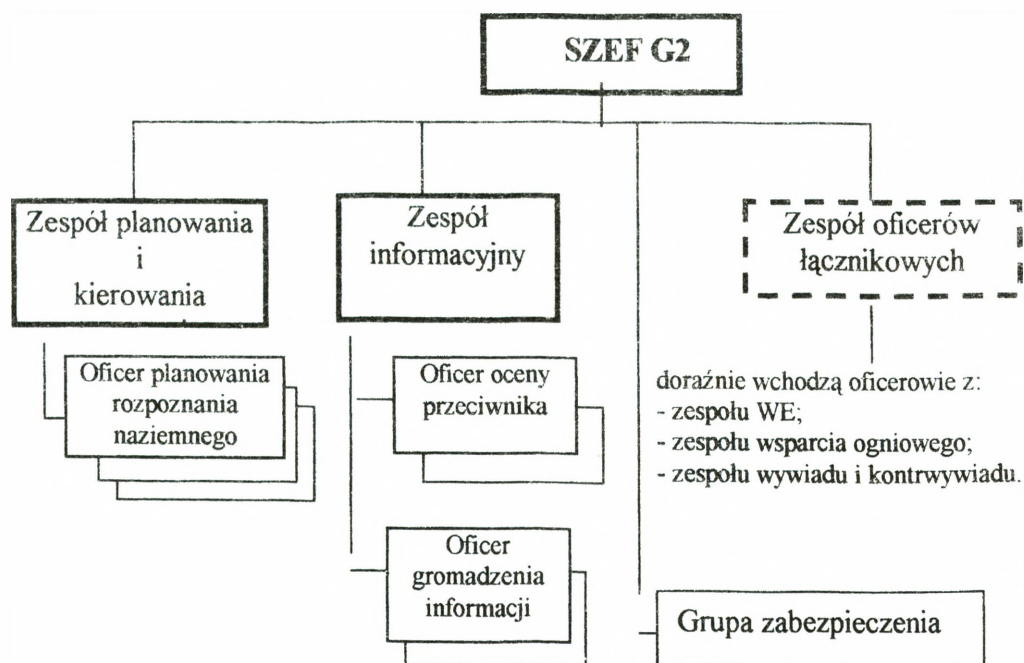 SZEF G2
Zespół planowania
i
kierowania
Zespół
informacyjny
Zespół oficerów
łącznikowych
Oficer planowania
rozpoznania
naziemnego
Oficer oceny
przeciwnika
doraźnie wchodzą oficerowie z:
- zespołu WE;
- zespołu wsparcia ogniowego;
- zespołu wywiadu i kontrwywiadu.
Oficer
gromadzenia
informacji
Grupa zabezpieczenia